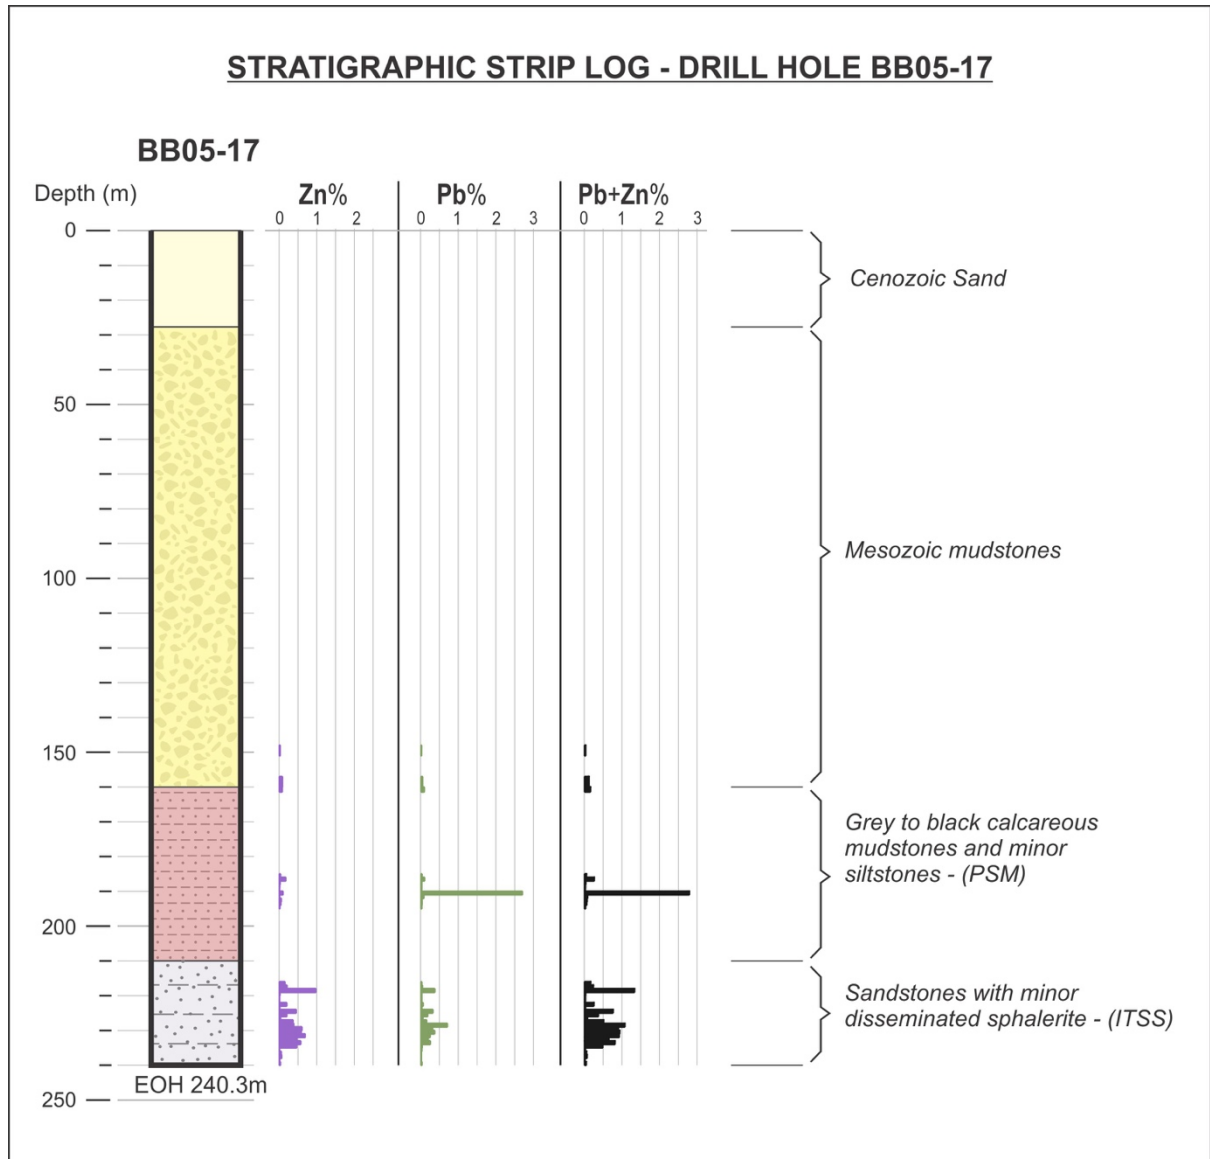 STRATIGRAPHIC STRIP LOG - DRILL HOLE BB05-17
BB05-17
Depth (m)
Zn%
Pb%
Pb+Zn%
0 1 2
0 1 2 3
0 1 2 3
0
50
100
150
200
250
EOH 240.3m
Cenozoic Sand
Mesozoic mudstones
Grey to black calcareous
mudstones and minor
siltstones - (PSM)
Sandstones with minor
disseminated sphalerite - (ITSS)